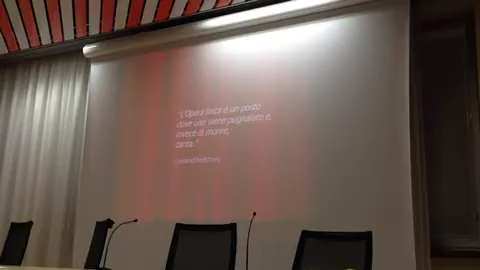 "L'Opera lirica è un posto
dove uno viene pugnalato e,
invece di morire,
canta."